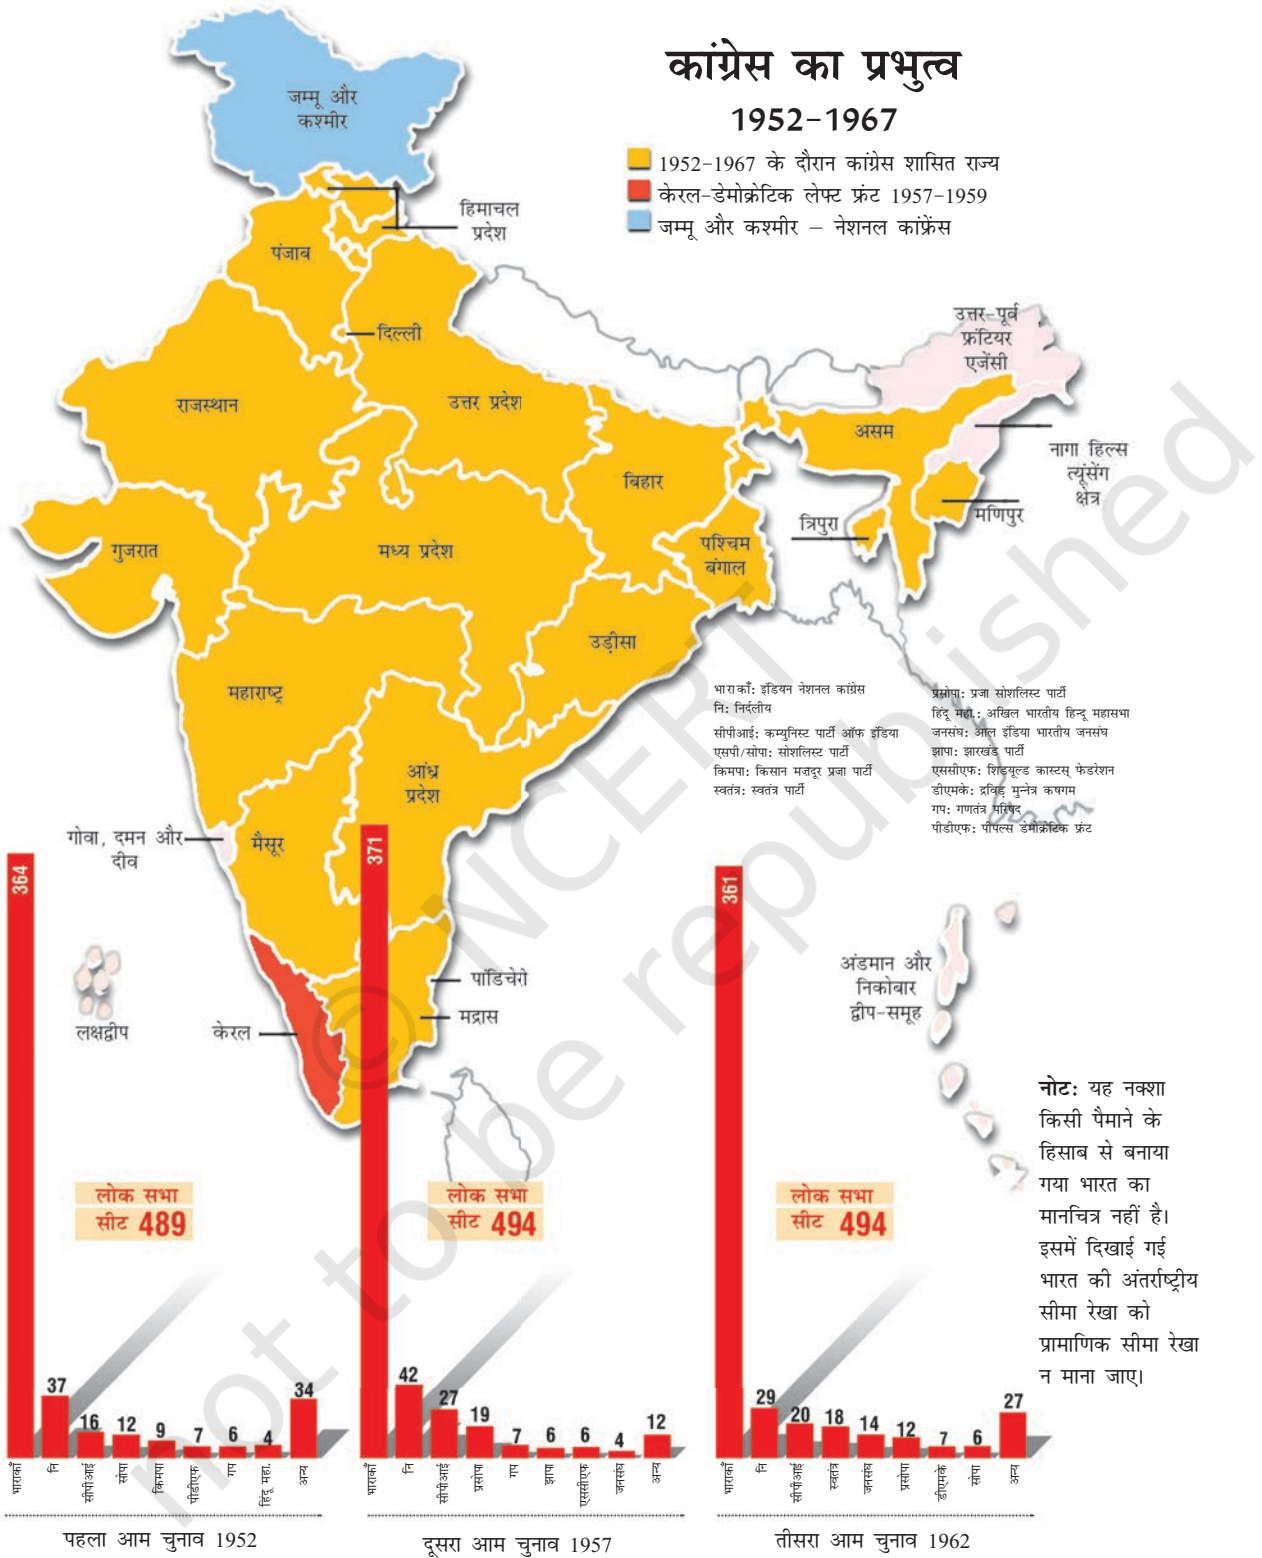 कांग्रेस का प्रभुत्व
1952-1967
1952-1967 के दौरान कांग्रेस शासित राज्य
केरल-डेमोक्रेटिक लेफ्ट फ्रंट 1957-1959
जम्मू और कश्मीर – नेशनल कांफ्रेंस
जम्मू और
कश्मीर
हिमाचल
प्रदेश
पंजाब
दिल्ली
राजस्थान
उत्तर प्रदेश
उत्तर-पूर्व
फ्रंटियर
एजेंसी
असम
नागा हिल्स
त्यूंसेंग
क्षेत्र
बिहार
मणिपुर
त्रिपुरा
गुजरात
मध्य प्रदेश
पश्चिम
बंगाल
उड़ीसा
महाराष्ट्र
आंध्र
प्रदेश
गोवा, दमन और
दीव
मैसूर
पांडिचेरी
मद्रास
केरल
लक्षद्वीप
अंडमान और
निकोबार
द्वीप-समूह
भाराकाँ: इंडियन नेशनल कांग्रेस
नि: निर्दलीय
सीपीआई: कम्युनिस्ट पार्टी ऑफ इंडिया
एसपी/सोपा: सोशलिस्ट पार्टी
किमपा: किसान मज़दूर प्रजा पार्टी
स्वतंत्र: स्वतंत्र पार्टी
प्रसोपा: प्रजा सोशलिस्ट पार्टी
हिंदू महा.: अखिल भारतीय हिन्दू महासभा
जनसंघ: ऑल इंडिया भारतीय जनसंघ
झापा: झारखंड पार्टी
एससीएफ: शिड्यूल्ड कास्टस् फेडरेशन
डीएमके: द्रविड़ मुन्नेत्र कषगम
गप: गणतंत्र परिषद
पीडीएफ: पीपल्स डेमोक्रेटिक फ्रंट
नोट: यह नक्शा
किसी पैमाने के
हिसाब से बनाया
गया भारत का
मानचित्र नहीं है।
इसमें दिखाई गई
भारत की अंतर्राष्ट्रीय
सीमा रेखा को
प्रामाणिक सीमा रेखा
न माना जाए।
लोक सभा
सीट 489
364
37
16
12
9
7
6
4
34
भाराकाँ
नि
सीपीआई
सोपा
किमपा
पीडीएफ
गप
हिंदू महा.
अन्य
पहला आम चुनाव 1952
लोक सभा
सीट 494
371
42
27
19
7
6
6
4
12
भाराकाँ
नि
सीपीआई
प्रसोपा
गप
झापा
एससीएफ
जनसंघ
अन्य
दूसरा आम चुनाव 1957
लोक सभा
सीट 494
361
29
20
18
14
12
7
6
27
भाराकाँ
नि
सीपीआई
स्वतंत्र
जनसंघ
प्रसोपा
डीएमके
सोपा
अन्य
तीसरा आम चुनाव 1962
© NCERT
not to be republished